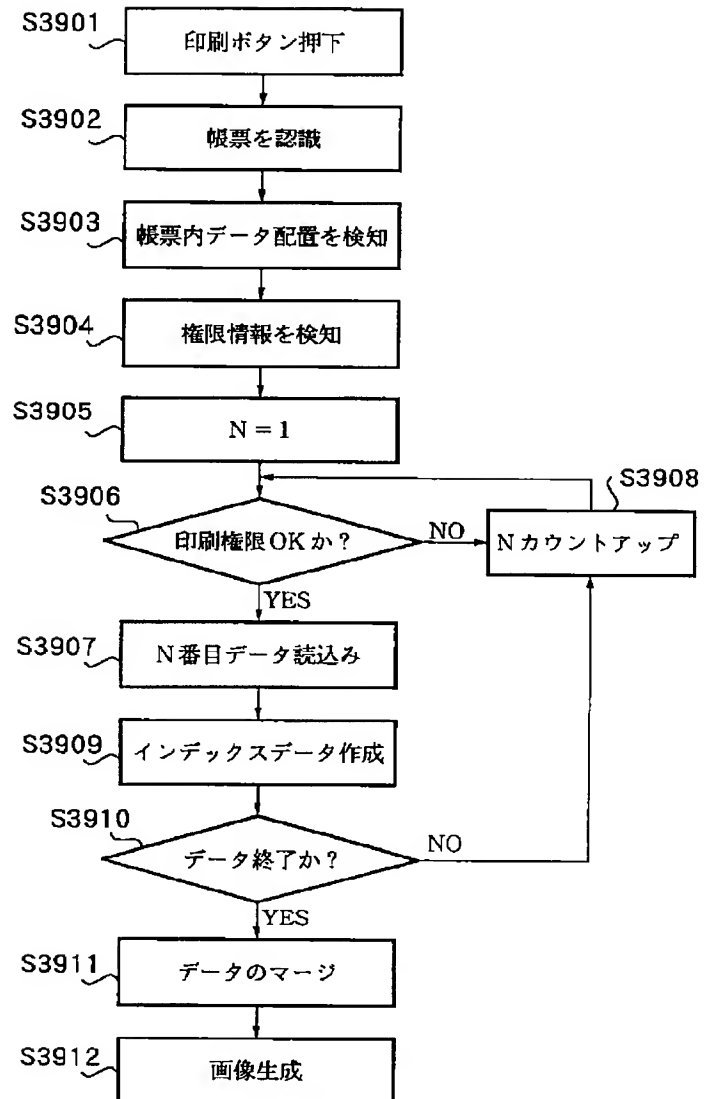 S3901
印刷ボタン押下
S3902
帳票を認識
S3903
帳票内データ配置を検知
S3904
権限情報を検知
S3905
N=1
S3906
印刷権限OKか?
NO
S3908
Nカウントアップ
YES
S3907
N番目データ読込み
S3909
インデックスデータ作成
S3910
データ終了か?
NO
YES
S3911
データのマージ
S3912
画像生成